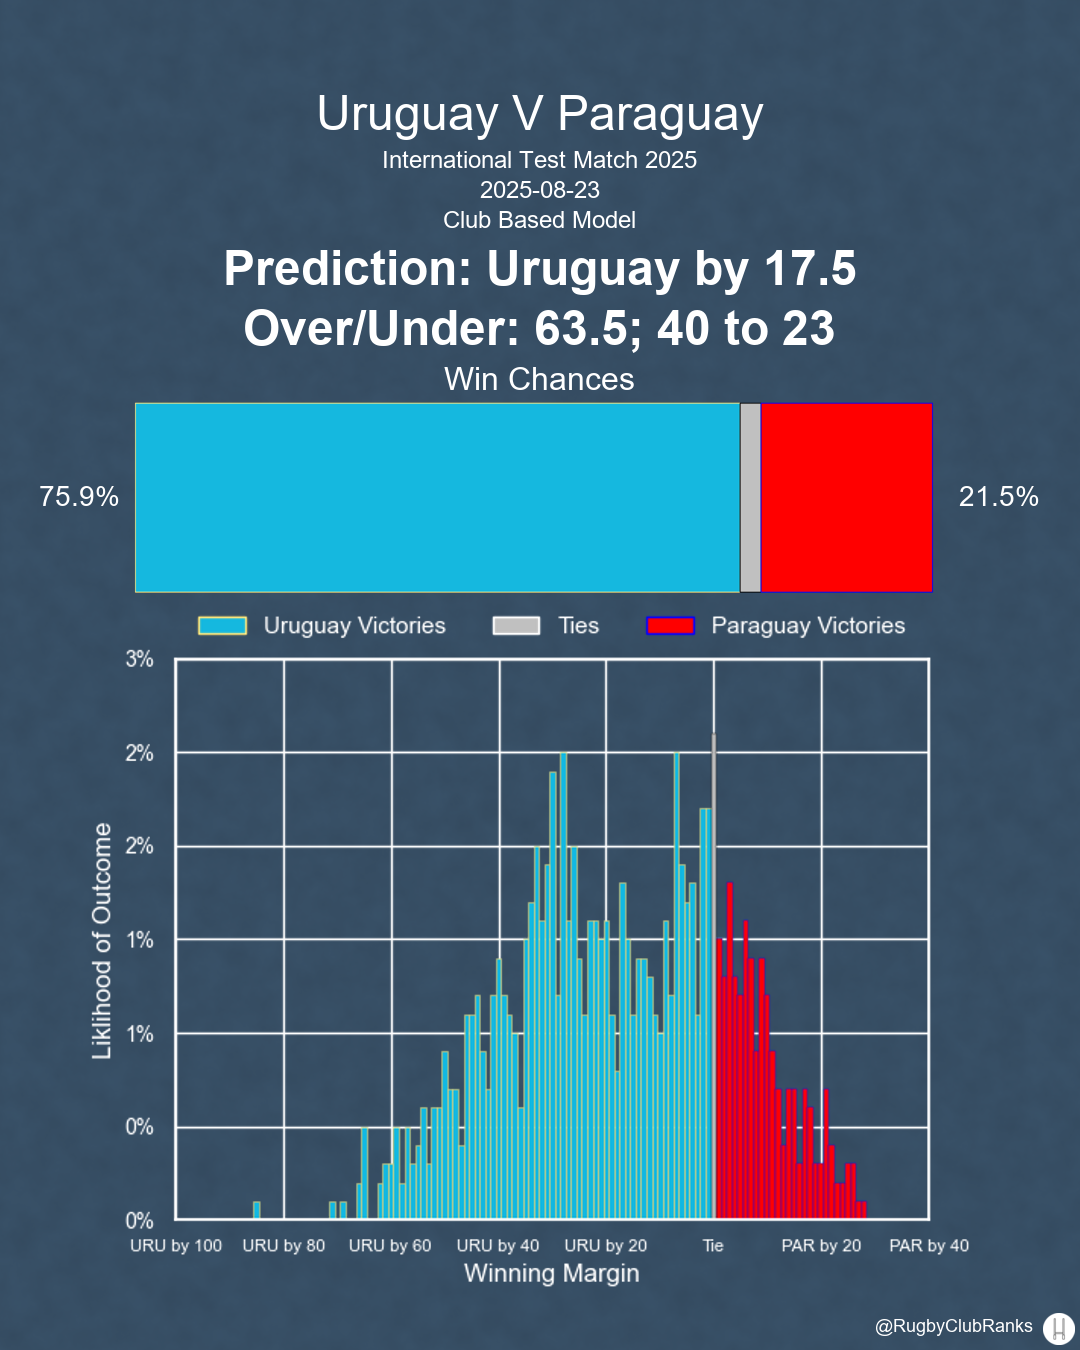 Uruguay V Paraguay
International Test Match 2025
2025-08-23
Club Based Model
Prediction: Uruguay by 17.5
Over/Under: 63.5; 40 to 23
Win Chances
75.9%
21.5%
Uruguay Victories
Ties
Paraguay Victories
3%
2%
2%
1%
1%
0%
0%
Liklihood of Outcome
URU by 100
URU by 80
URU by 60
URU by 40
URU by 20
Tie
PAR by 20
PAR by 40
Winning Margin
@RugbyClubRanks